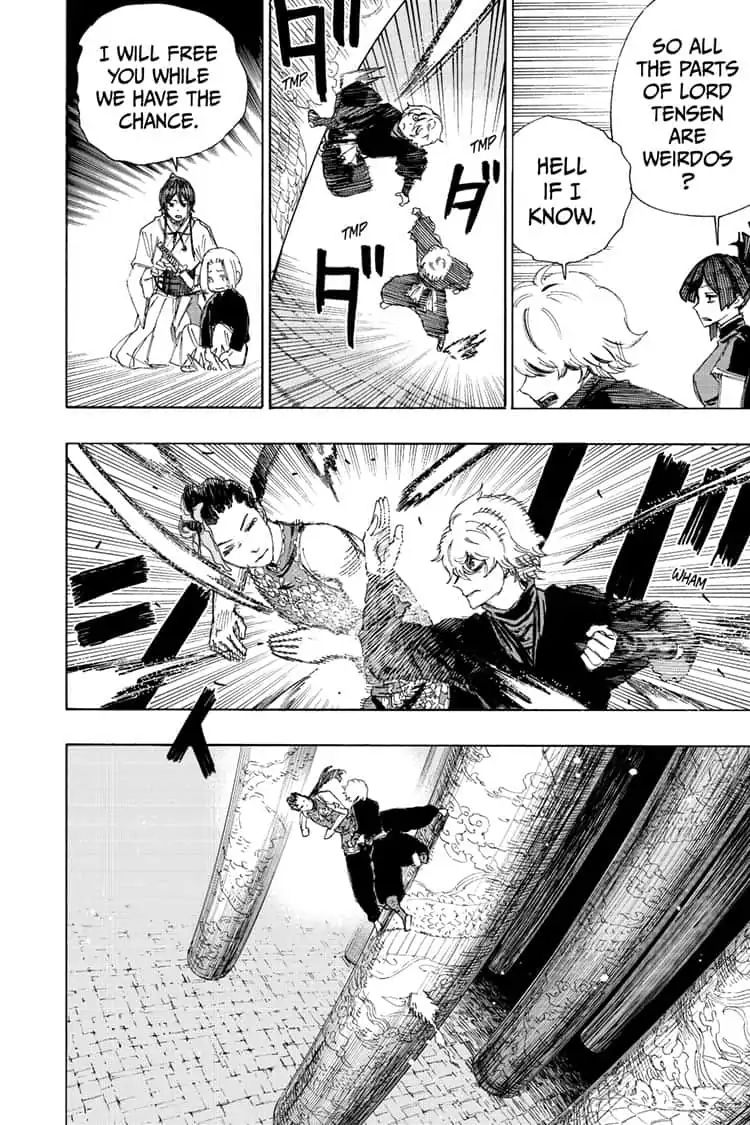 SO ALL
THE PARTS
OF LORD
TENSEN
ARE
WEIRDOS
?
HELL
IF I
KNOW.
TMP
ダ
TMP
ダ
TMP
ダ
I WILL FREE
YOU WHILE
WE HAVE THE
CHANCE.
WHAM